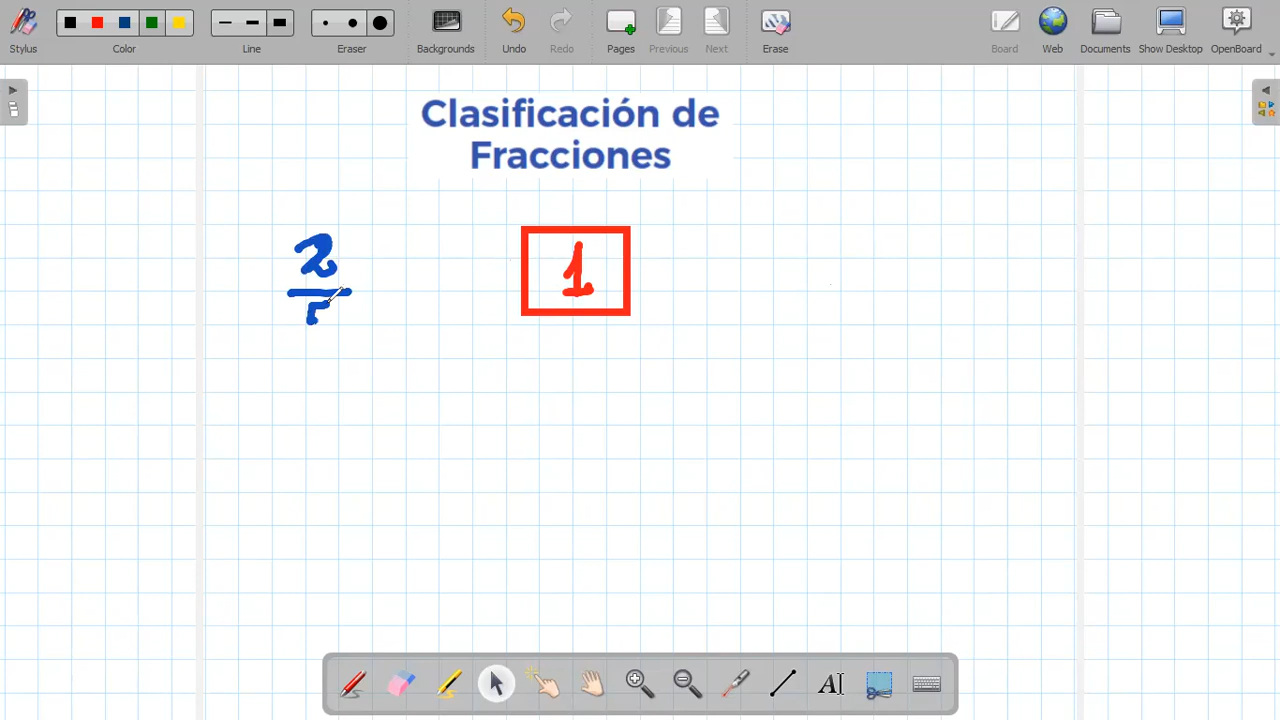 Stylus
Color
Line
Eraser
Backgrounds
Undo
Redo
Pages
Previous
Next
Erase
Board
Web
Documents
Show Desktop
OpenBoard
Clasificación de
Fracciones
2
1